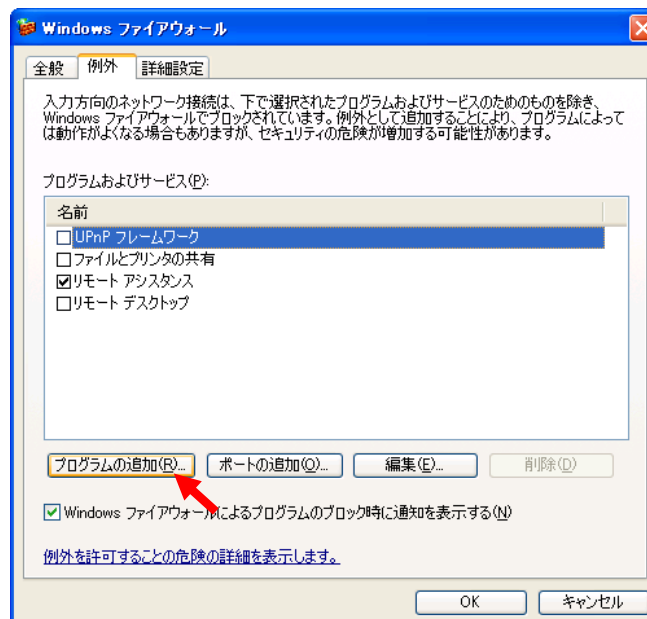 Windows ファイアウォール
全般 例外 詳細設定
入力方向のネットワーク接続は、下で選択されたプログラムおよびサービスのためのものを除き、
Windows ファイアウォールでブロックされています。例外として追加することにより、プログラムによって
は動作がよくなる場合もありますが、セキュリティの危険が増加する可能性があります。
プログラムおよびサービス(P):
名前
UPnP フレームワーク
ファイルとプリンタの共有
リモート アシスタンス
リモート デスクトップ
プログラムの追加(R)... ポートの追加(O)... 編集(E)... 削除(D)
Windows ファイアウォールによるプログラムのブロック時に通知を表示する(N)
例外を許可することの危険の詳細を表示します。
OK キャンセル